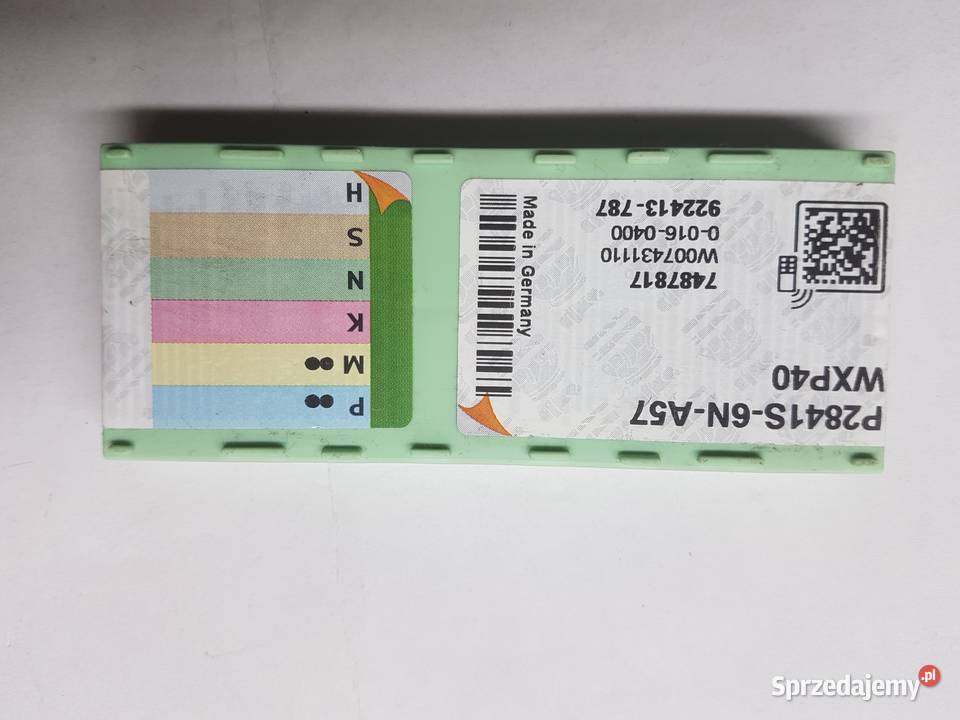 P2841S-6N-A57
WXP40
7487817
W007431110
0-016-0400
922413-787
Made in Germany
P
M
K
N
S
H
Sprzedajemy.pl